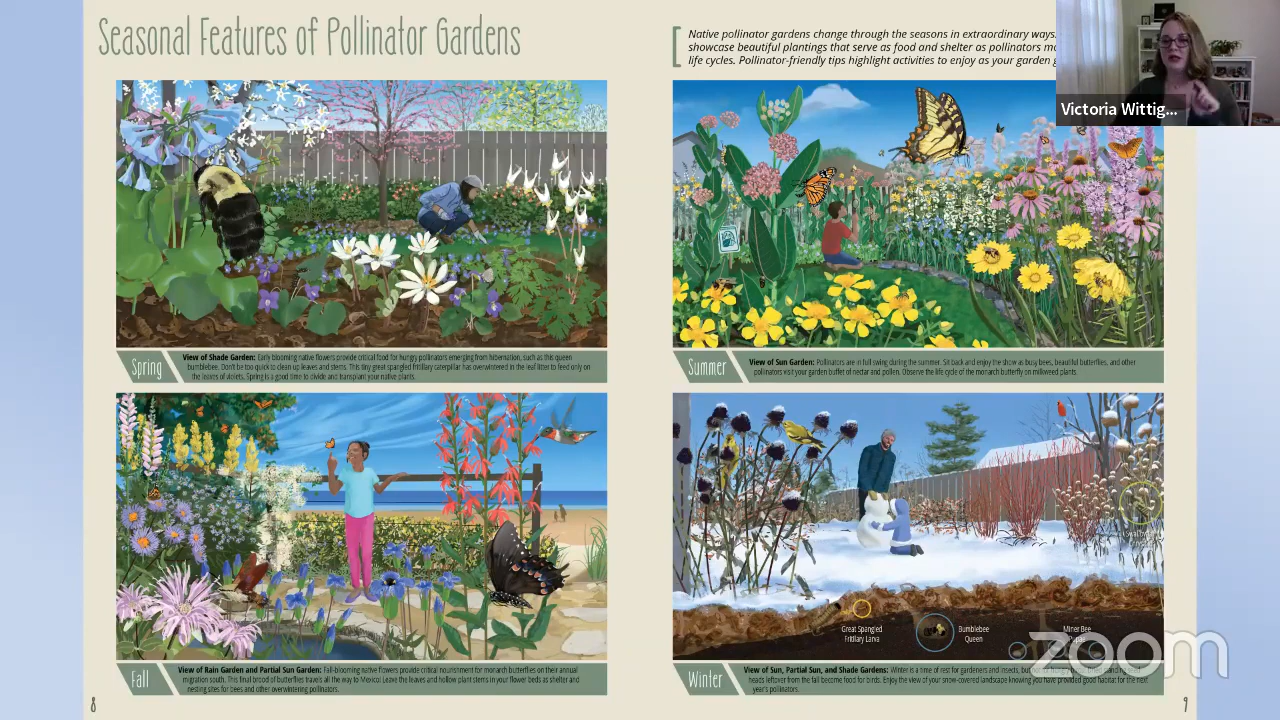 Seasonal Features of Pollinator Gardens
Native pollinator gardens change through the seasons in extraordinary ways.
showcase beautiful plantings that serve as food and shelter as pollinators
life cycles. Pollinator-friendly tips highlight activities to enjoy as your garden
Victoria Wittig...
Spring
View of Shade Garden: Early blooming native flowers provide critical food for hungry pollinators emerging from hibernation, such as this queen
bumblebee. Don't be too quick to clean up leaves and stems. This tiny great spangled fritillary caterpillar has overwintered in the leaf litter to feed only on
the leaves of violets. Spring is a good time to divide and transplant your native plants.
Summer
View of Sun Garden: Pollinators are in full swing during the summer. Sit back and enjoy the show as busy bees, beautiful butterflies, and other
pollinators visit your garden buffet of nectar and pollen. Observe the life cycle of the monarch butterfly on milkweed plants.
Fall
View of Rain Garden and Partial Sun Garden: Fall-blooming native flowers provide critical nourishment for monarch butterflies on their annual
migration south. This final brood of butterflies travels all the way to Mexico! Leave the leaves and hollow plant stems in your flower beds as shelter and
nesting sites for bees and other overwintering pollinators.
Great Spangled
Fritillary Larva
Bumblebee
Queen
Miner Bee
zoom
Winter
View of Sun, Partial Sun, and Shade Gardens: Winter is a time of rest for gardeners and insects, but
heads leftover from the fall become food for birds. Enjoy the view of your snow-covered landscape knowing you have provided good habitat for the next
year's pollinators.
8
9